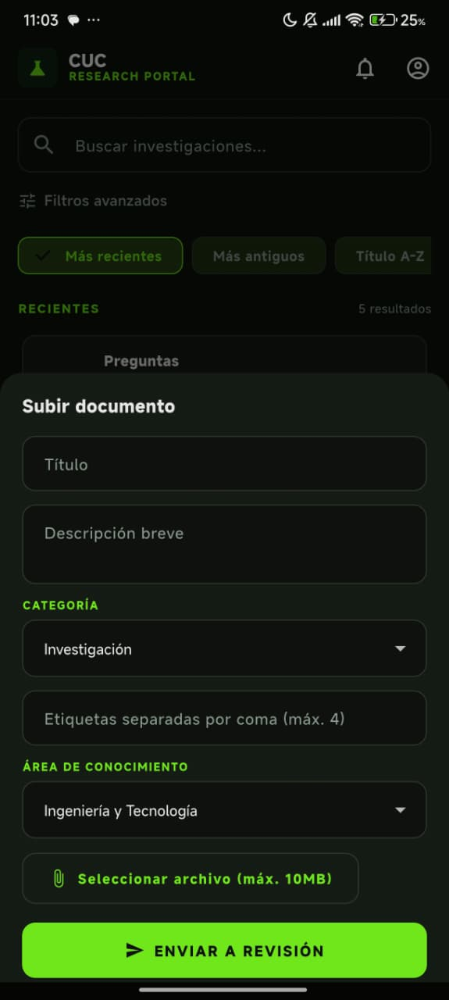 11:03 ... 25%
CUC
RESEARCH PORTAL
Buscar investigaciones...
Filtros avanzados
Más recientes Más antiguos Título A-Z
RECIENTES 5 resultados
Preguntas
Subir documento
Título
Descripción breve
CATEGORÍA
Investigación
Etiquetas separadas por coma (máx. 4)
ÁREA DE CONOCIMIENTO
Ingeniería y Tecnología
Seleccionar archivo (máx. 10MB)
ENVIAR A REVISIÓN